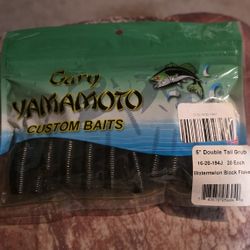 Gary
YAMAMOTO
CUSTOM BAITS
5" Double Tail Grub
16-20-194J 20 Each
Watermelon Black Flake